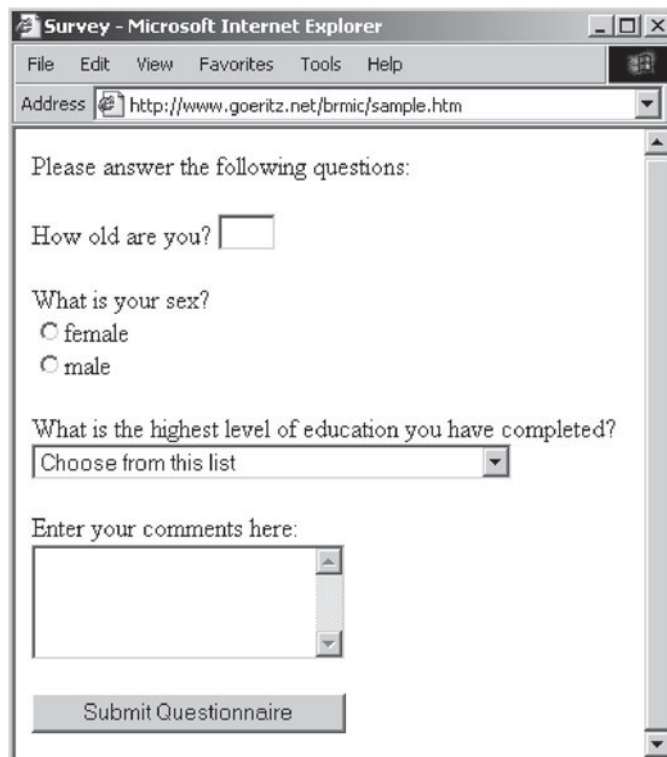 Survey - Microsoft Internet Explorer
File Edit View Favorites Tools Help
Address http://www.goeritz.net/brmic/sample.htm
Please answer the following questions:
How old are you?
What is your sex?
female
male
What is the highest level of education you have completed?
Choose from this list
Enter your comments here:
Submit Questionnaire